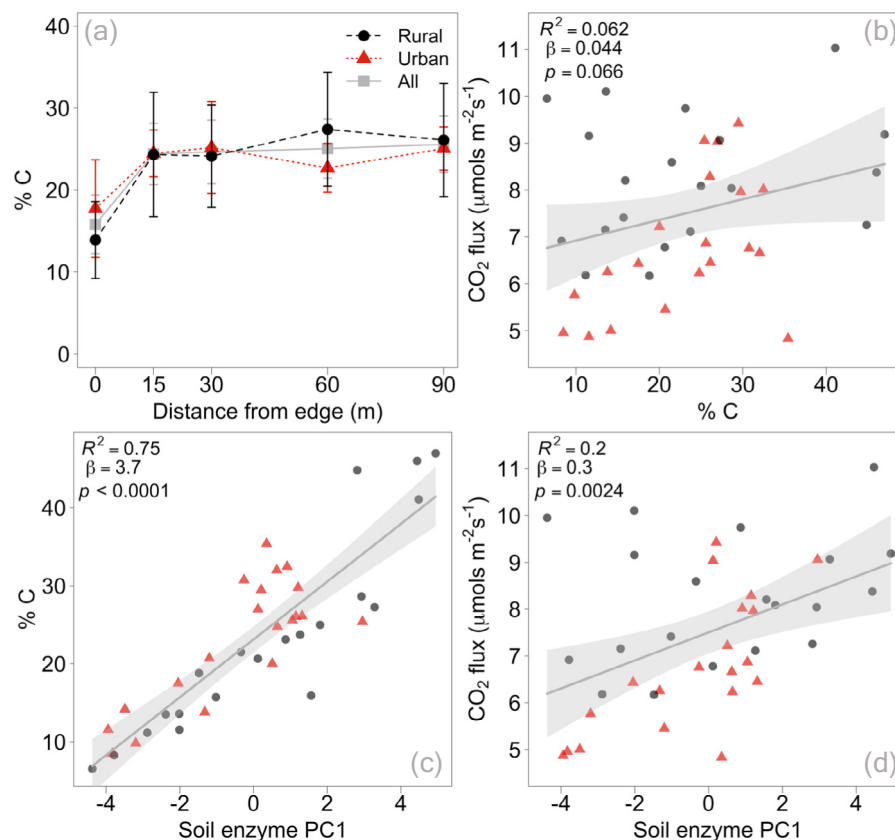 (a)
Rural
Urban
All
40
30
20
10
0
% C
0 15 30 60 90
Distance from edge (m)
(b)
R² = 0.062
β = 0.044
p = 0.066
11
10
9
8
7
6
5
CO₂ flux (μmols m⁻²s⁻¹)
10 20 30 40
% C
R² = 0.75
β = 3.7
p < 0.0001
40
30
20
10
% C
(c)
-4 -2 0 2 4
Soil enzyme PC1
R² = 0.2
β = 0.3
p = 0.0024
11
10
9
8
7
6
5
CO₂ flux (μmols m⁻²s⁻¹)
(d)
-4 -2 0 2 4
Soil enzyme PC1